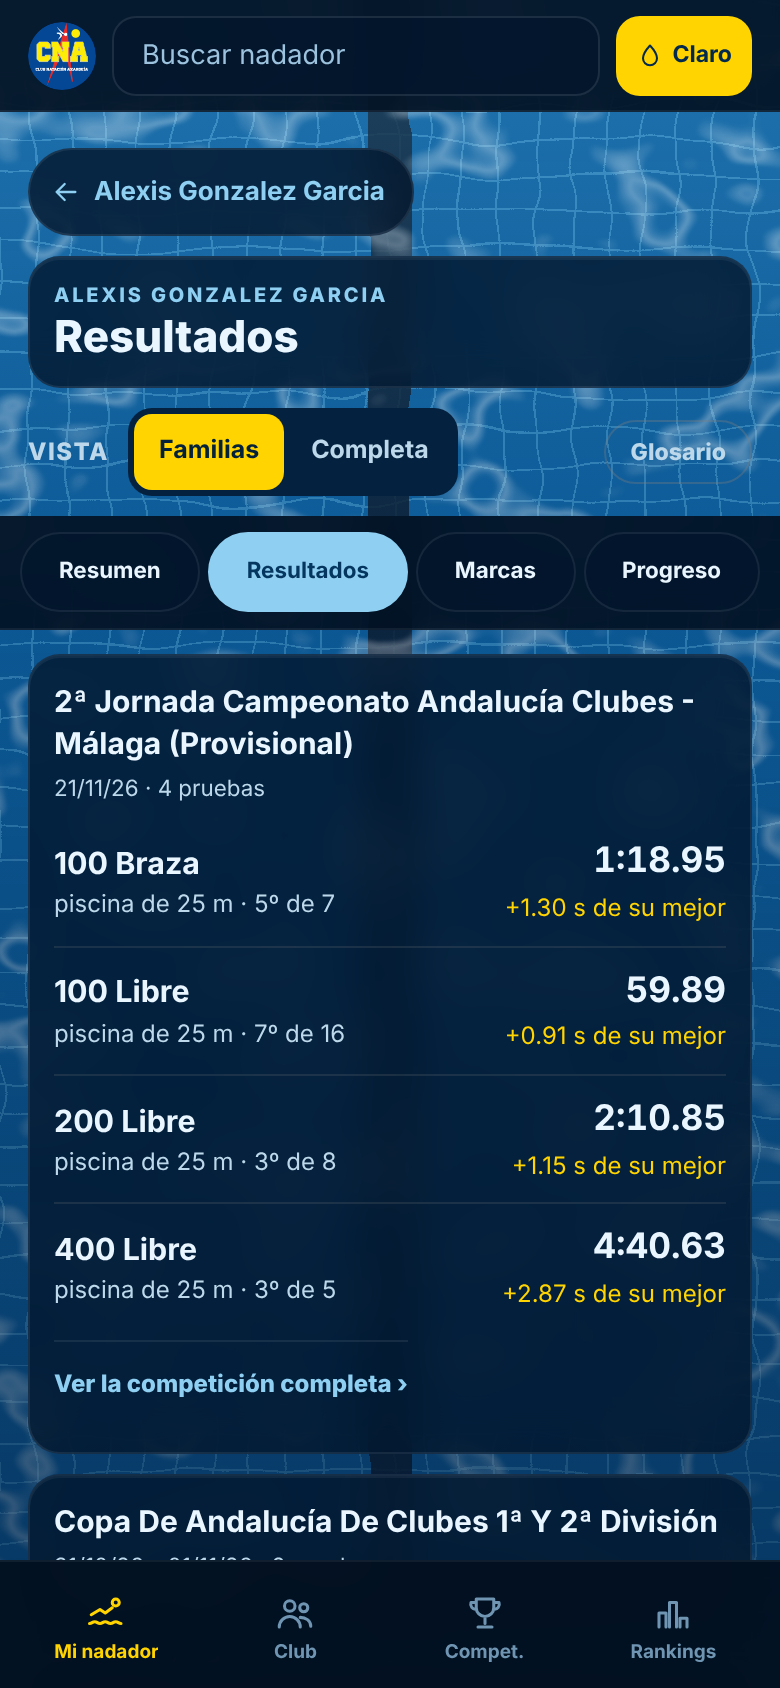 CNA
CLUB NATACIÓN AXARQUÍA
Buscar nadador
Claro
← Alexis Gonzalez Garcia
ALEXIS GONZALEZ GARCIA
Resultados
VISTA
Familias
Completa
Glosario
Resumen
Resultados
Marcas
Progreso
2ª Jornada Campeonato Andalucía Clubes -
Málaga (Provisional)
21/11/26 · 4 pruebas
100 Braza
1:18.95
piscina de 25 m · 5º de 7
+1.30 s de su mejor
100 Libre
59.89
piscina de 25 m · 7º de 16
+0.91 s de su mejor
200 Libre
2:10.85
piscina de 25 m · 3º de 8
+1.15 s de su mejor
400 Libre
4:40.63
piscina de 25 m · 3º de 5
+2.87 s de su mejor
Ver la competición completa ›
Copa De Andalucía De Clubes 1ª Y 2ª División
Mi nadador
Club
Compet.
Rankings